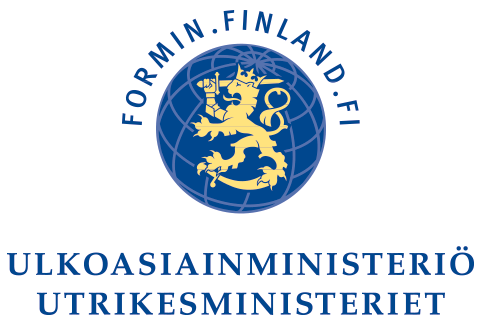 FORMIN.FINLAND.FI
ULKOASIAINMINISTERIÖ
UTRIKESMINISTERIET